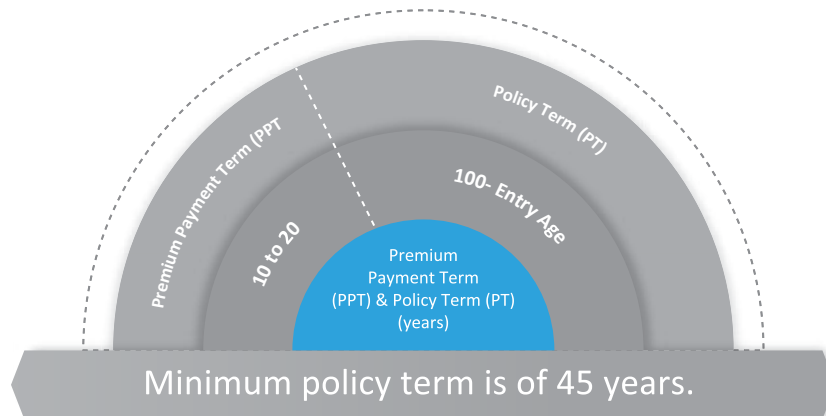 Premium Payment Term (PPT
Policy Term (PT)
10 to 20
100- Entry Age
Premium
Payment Term
(PPT) & Policy Term (PT)
(years)
Minimum policy term is of 45 years.